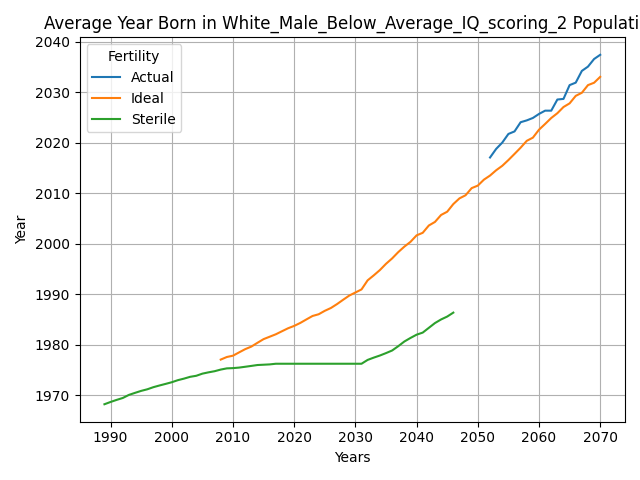 Average Year Born in White_Male_Below_Average_IQ_scoring_2 Populati
2040
2030
2020
2010
2000
1990
1980
1970
Year
Fertility
Actual
Ideal
Sterile
1990 2000 2010 2020 2030 2040 2050 2060 2070
Years